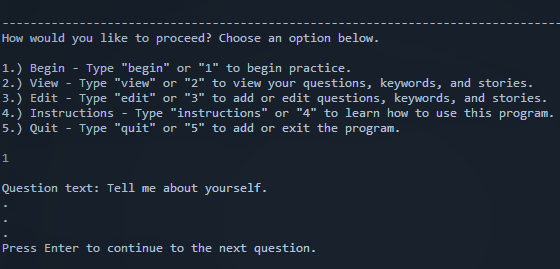 --------------------------------------------------------------------------------
How would you like to proceed? Choose an option below.
1.) Begin - Type "begin" or "1" to begin practice.
2.) View - Type "view" or "2" to view your questions, keywords, and stories.
3.) Edit - Type "edit" or "3" to add or edit questions, keywords, and stories.
4.) Instructions - Type "instructions" or "4" to learn how to use this program.
5.) Quit - Type "quit" or "5" to add or exit the program.
1
Question text: Tell me about yourself.
.
.
.
Press Enter to continue to the next question.